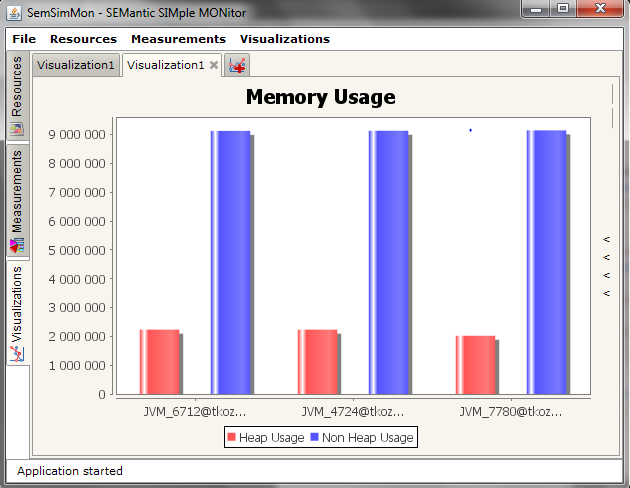 SemSimMon - SEMantic SIMple MONitor
File Resources Measurements Visualizations
Resources
Measurements
Visualizations
Visualization1 Visualization1
Memory Usage
9 000 000
8 000 000
7 000 000
6 000 000
5 000 000
4 000 000
3 000 000
2 000 000
1 000 000
0
JVM_6712@tkoz... JVM_4724@tkoz... JVM_7780@tkoz...
Heap Usage Non Heap Usage
<
<
<
<
Application started